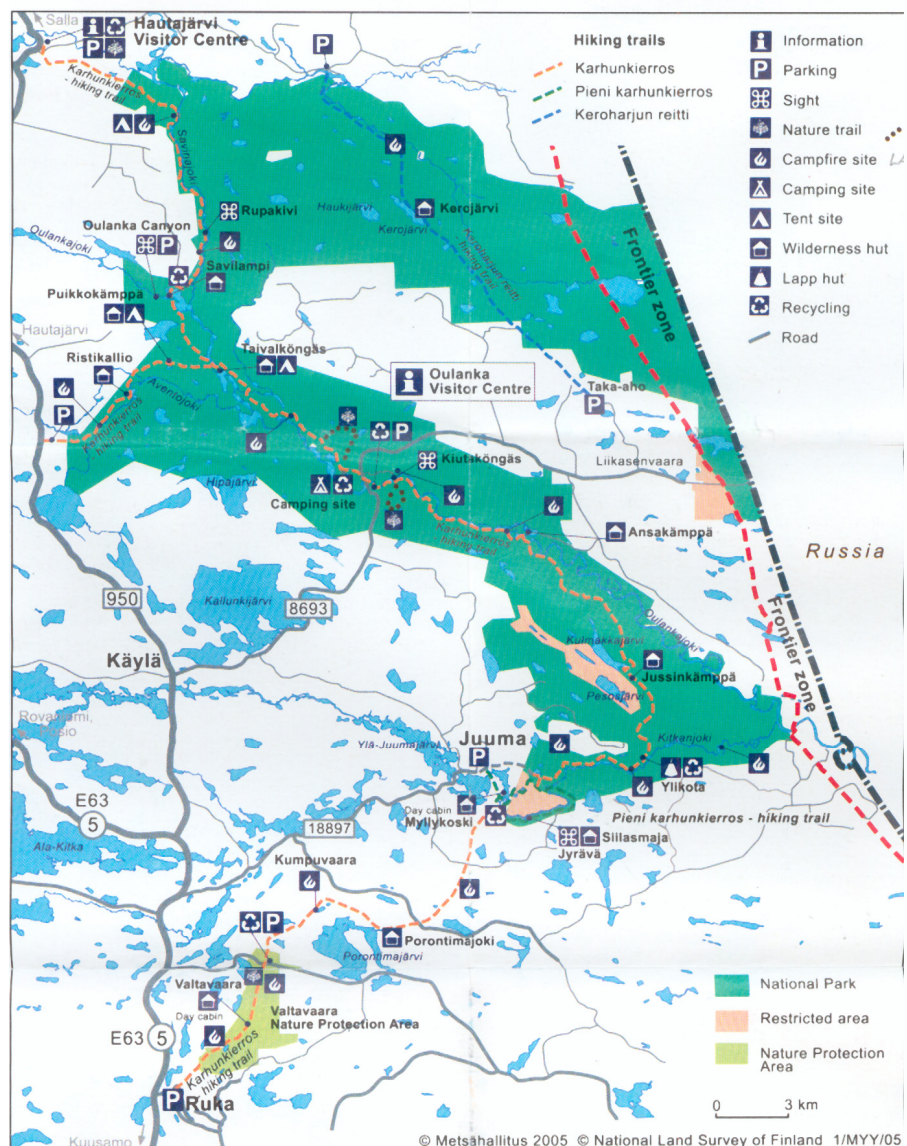 Salla
Hautajärvi
Visitor Centre
Karhunkierros
- hiking trail
Savinajoki
Rupakivi
Oulanka Canyon
Oulankajoki
Savilampi
Puikkokämppä
Hautajärvi
Ristikallio
Aventojoki
Taivalköngäs
Karhunkierros
hiking trail
Haukijärvi
Kerojärvi
Kerojärvi
Keroharjun reitti
- hiking trail
Oulanka
Visitor Centre
Taka-aho
Liikasenvaara
Kiutaköngäs
Hipajärvi
Camping site
Karhunkierros
hiking trail
Ansakämppä
Oulankajoki
Frontier zone
Frontier zone
Russia
950
8693
Kallunkijärvi
Käylä
Kulmakkajärvi
Jussinkämppä
Pesosjärvi
Kitkanjoki
Rovaniemi,
Posio
Ylä-Juumajärvi
Juuma
Ylikota
Day cabin
Myllykoski
Pieni karhunkierros - hiking trail
Siilasmaja
Jyrävä
E63
5
18897
Ala-Kitka
Kumpuvaara
Porontimajoki
Porontimajärvi
Valtavaara
Day cabin
Valtavaara
Nature Protection Area
E63
5
Karhunkierros
hiking trail
Ruka
Kuusamo
Hiking trails
Karhunkierros
Pieni karhunkierros
Keroharjun reitti
Information
Parking
Sight
Nature trail
Campfire site
Camping site
Tent site
Wilderness hut
Lapp hut
Recycling
Road
National Park
Restricted area
Nature Protection
Area
0 3 km
© Metsähallitus 2005 © National Land Survey of Finland 1/MYY/05